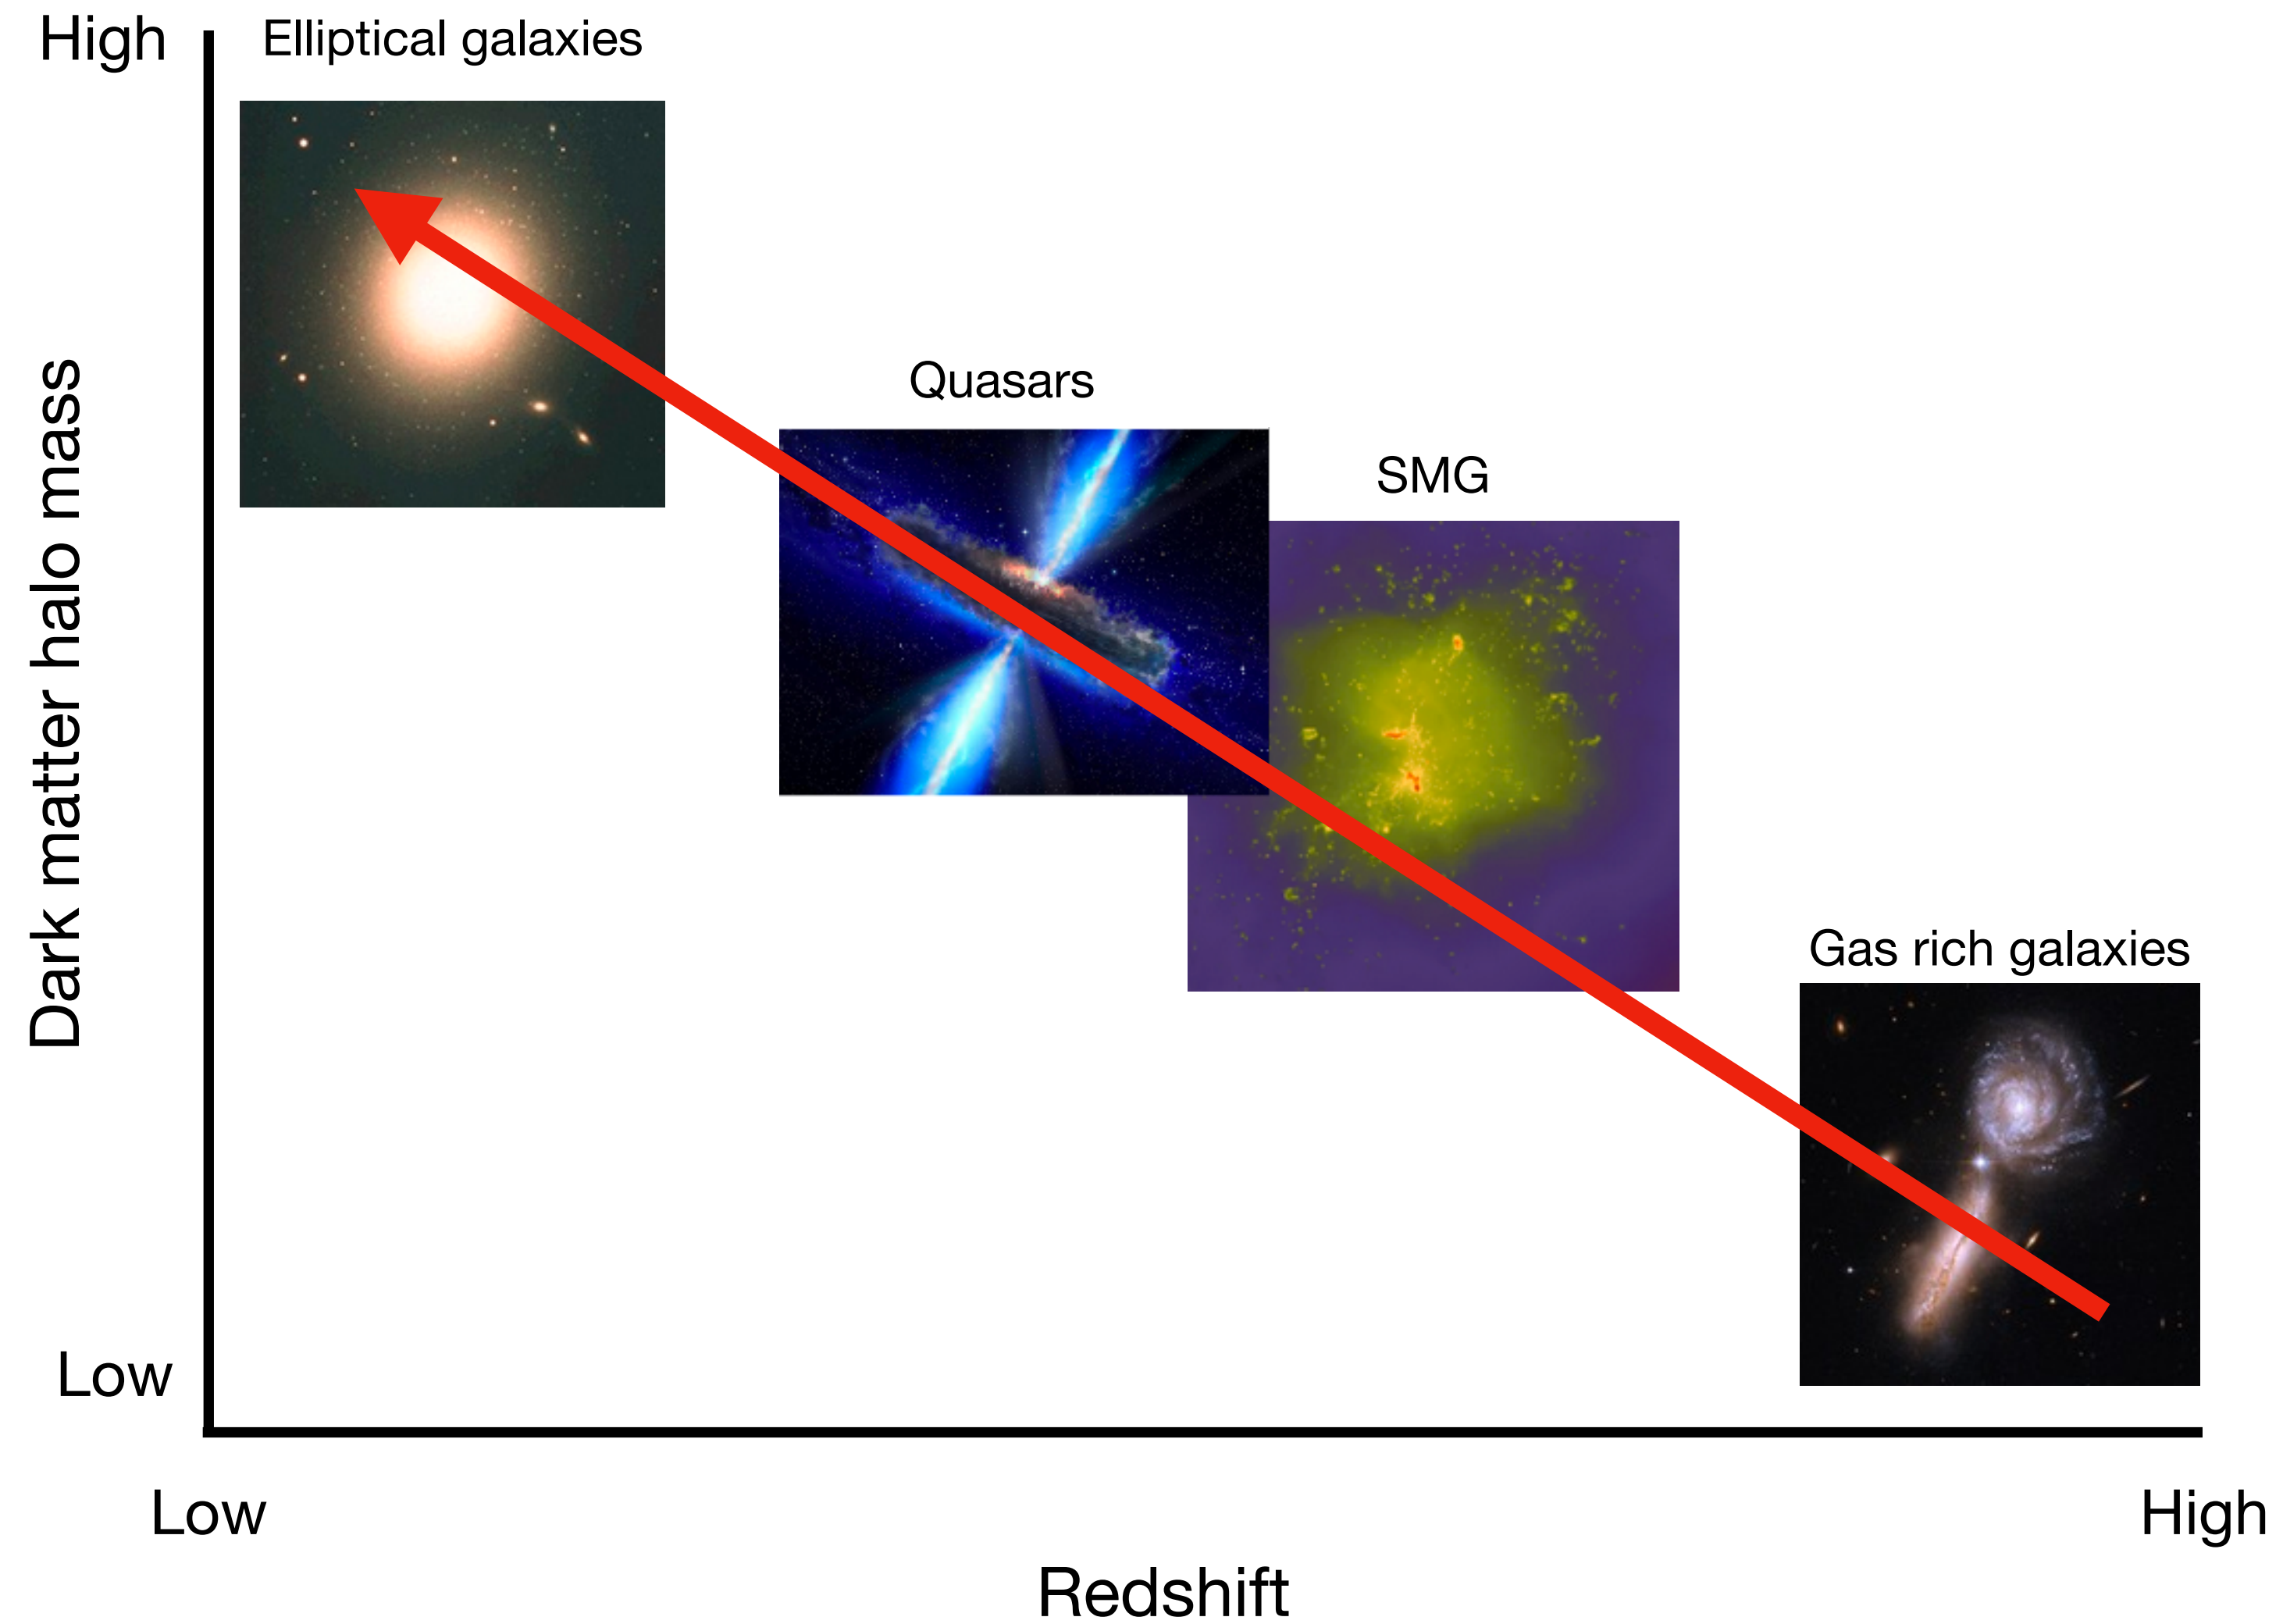 High
Elliptical galaxies
Quasars
SMG
Dark matter halo mass
Gas rich galaxies
Low
Low
High
Redshift